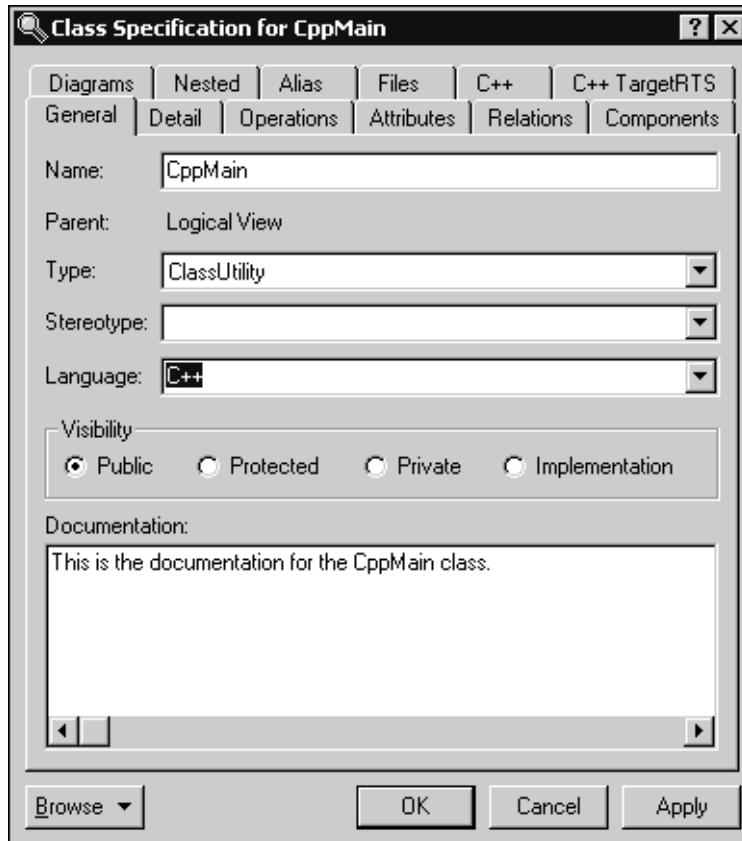 Class Specification for CppMain
Diagrams Nested Alias Files C++ C++ TargetRTS
General Detail Operations Attributes Relations Components
Name: CppMain
Parent: Logical View
Type: ClassUtility
Stereotype:
Language: C++
Visibility
Public Protected Private Implementation
Documentation:
This is the documentation for the CppMain class.
Browse OK Cancel Apply